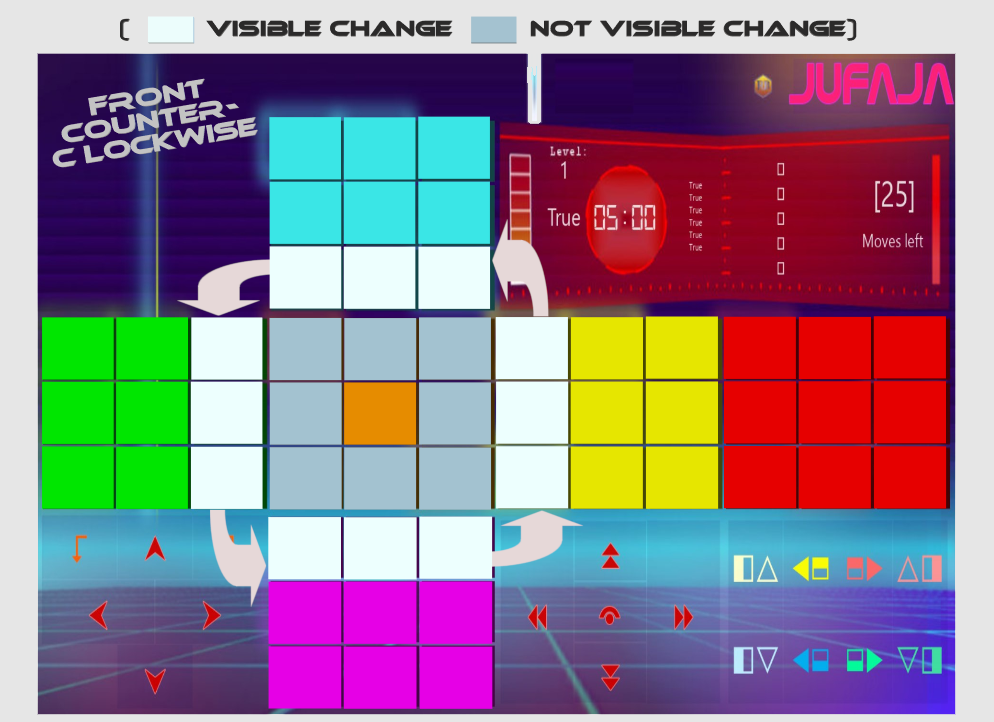 ( VISIBLE CHANGE NOT VISIBLE CHANGE)
JUFAJA
FRONT
COUNTER-
CLOCKWISE
Level:
1
True
05:00
True
True
True
True
True
True
[25]
Moves left